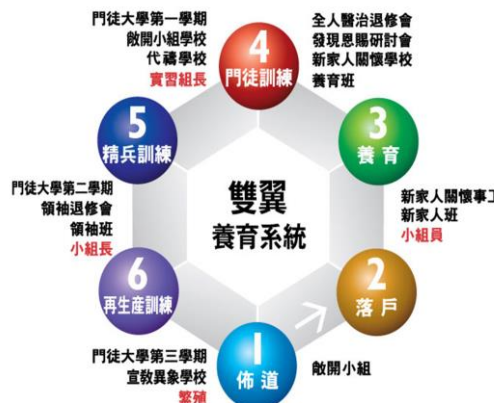 門徒大學第一學期
敞開小組學校
代禱學校
實習組長
4
門徒訓練
全人醫治退修會
發現恩賜研討會
新家人關懷學校
養育班
5
精兵訓練
3
養育
雙翼
養育系統
門徒大學第二學期
領袖退修會
領袖班
小組長
新家人關懷事工
新家人班
小組員
6
再生產訓練
2
落戶
門徒大學第三學期
宣教異象學校
繁殖
1
佈道
敞開小組